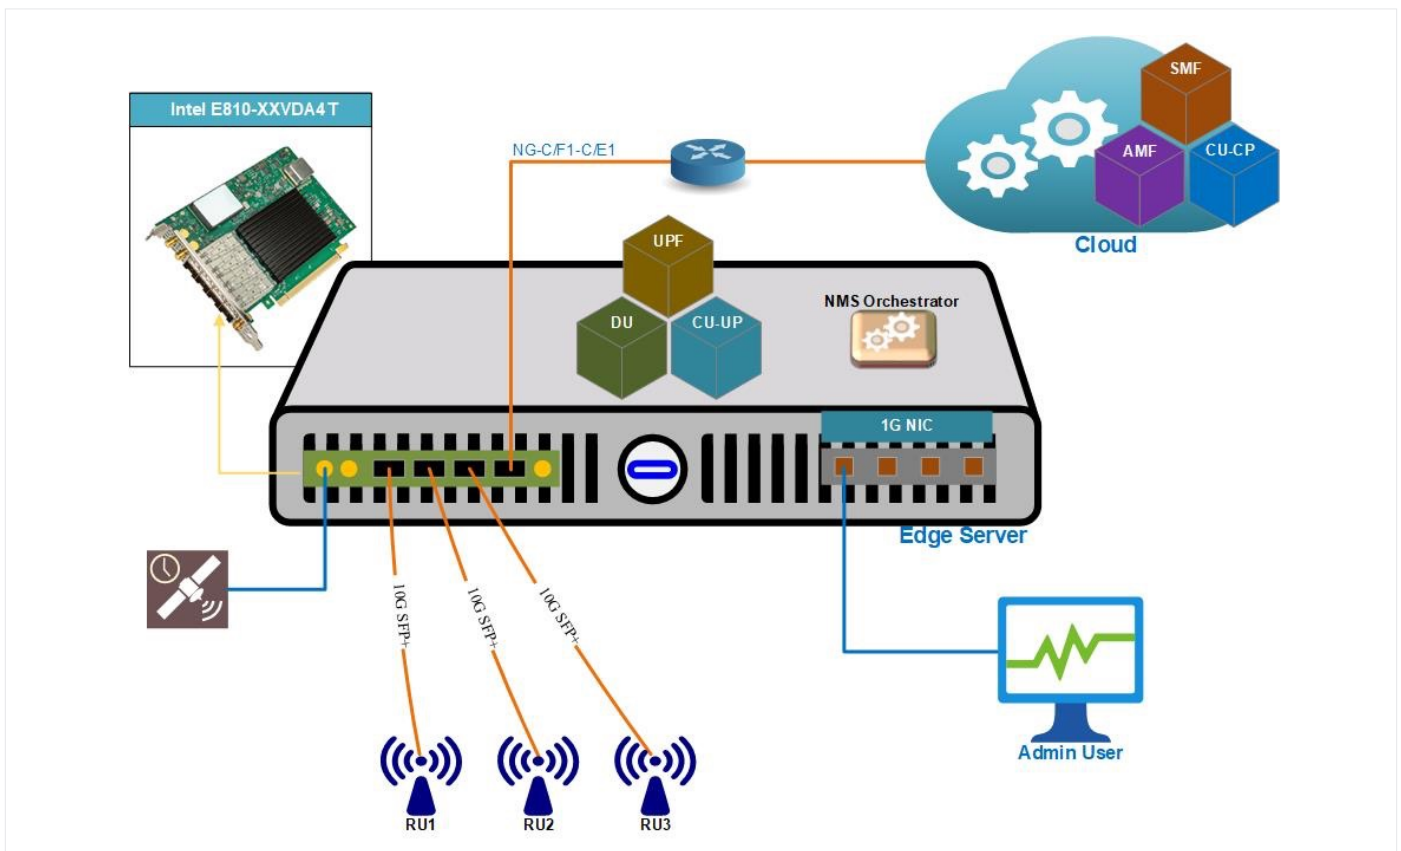 Intel E810-XXVDA4 T
NG-C/F1-C/E1
SMF
AMF
CU-CP
Cloud
UPF
DU
CU-UP
NMS Orchestrator
1G NIC
Edge Server
10G SFP+
10G SFP+
10G SFP+
RU1
RU2
RU3
Admin User